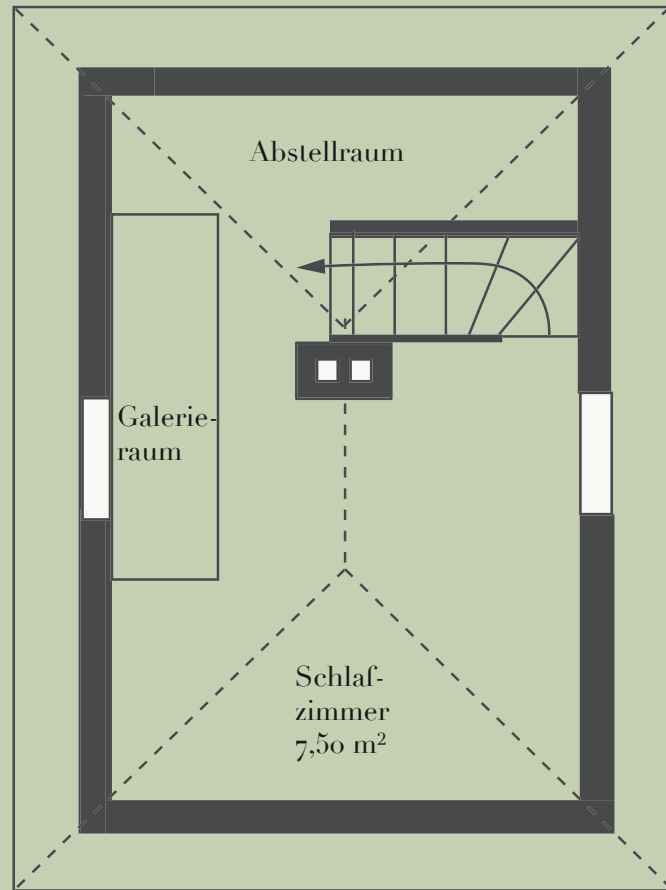 Abstellraum
Galerie-
raum
Schlaf-
zimmer
7,50 m²